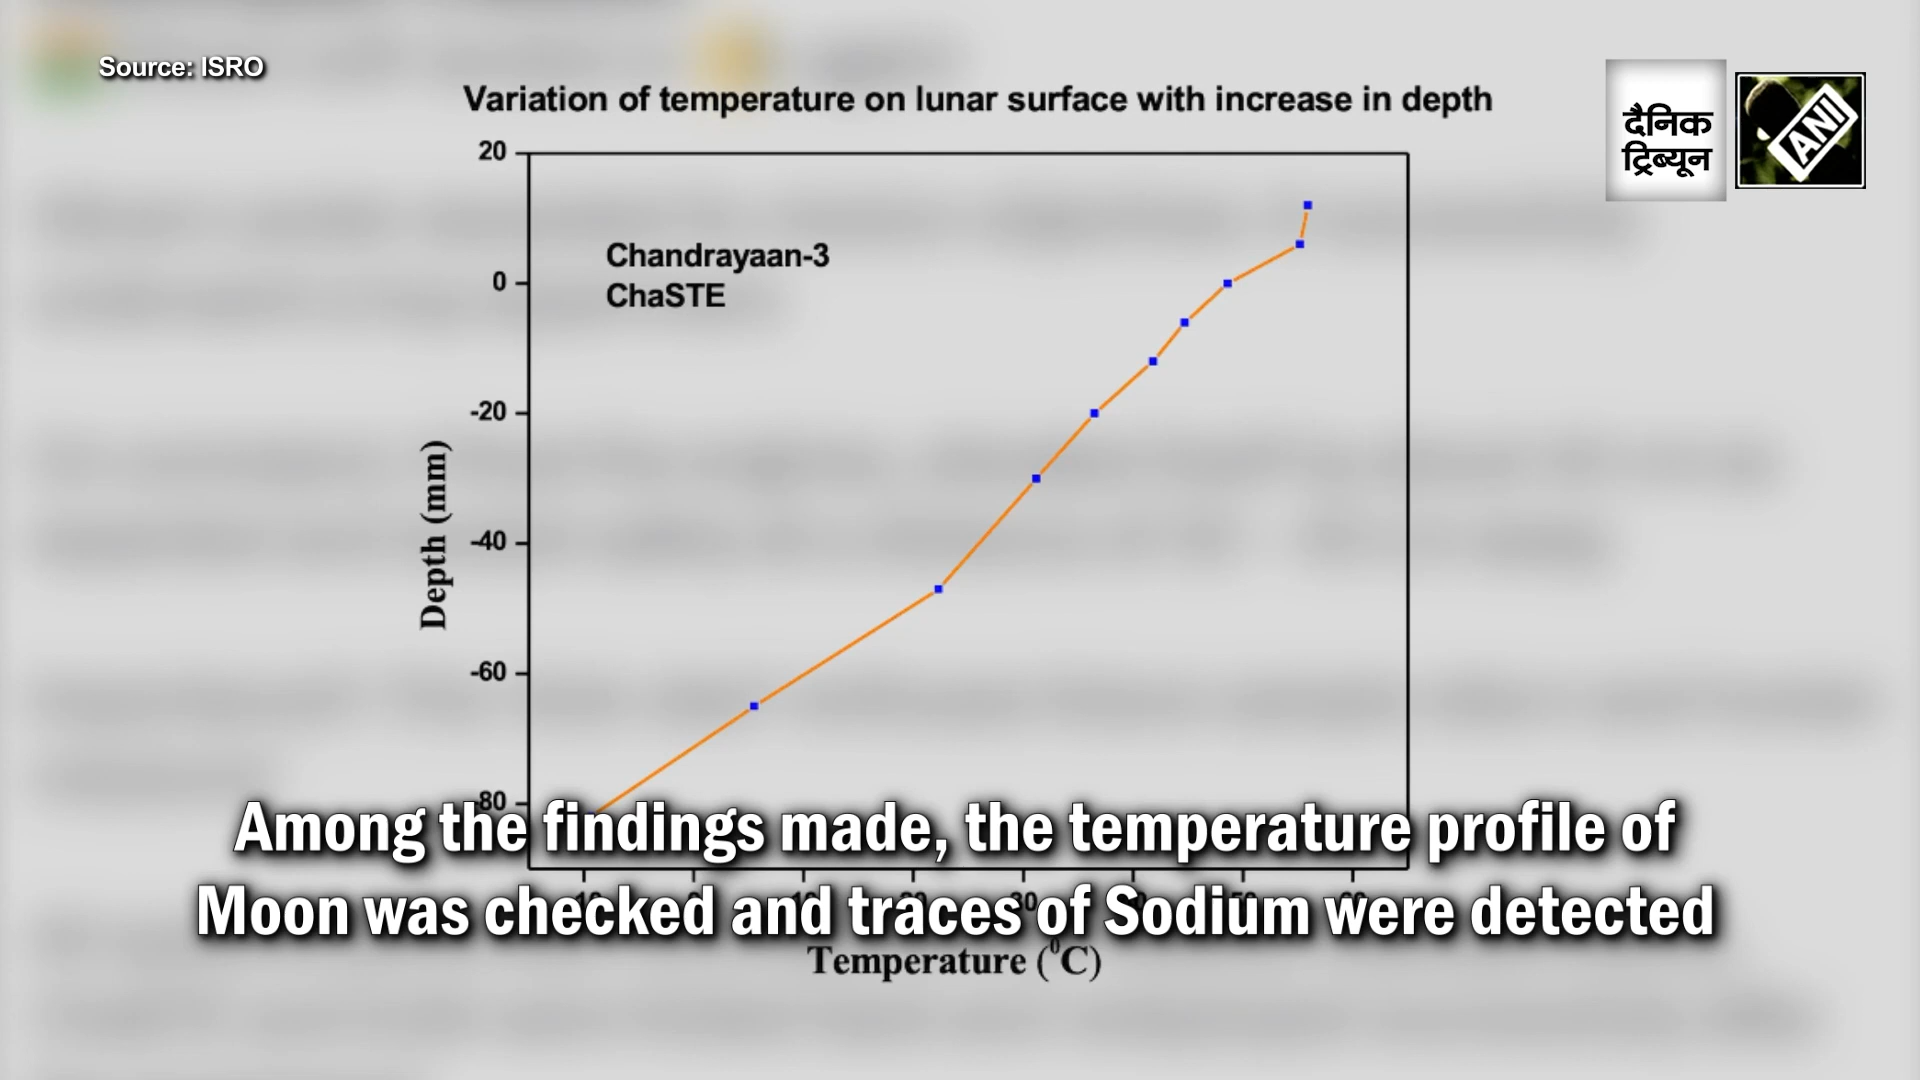 Source: ISRO
दैनिक
ट्रिब्यून
ANI
Variation of temperature on lunar surface with increase in depth
20
Chandrayaan-3
0
ChaSTE
-20
-40
Depth (mm)
-60
80
Among the findings made, the temperature profile of
Moon was checked and traces of Sodium were detected
30
Temperature (⁰C)